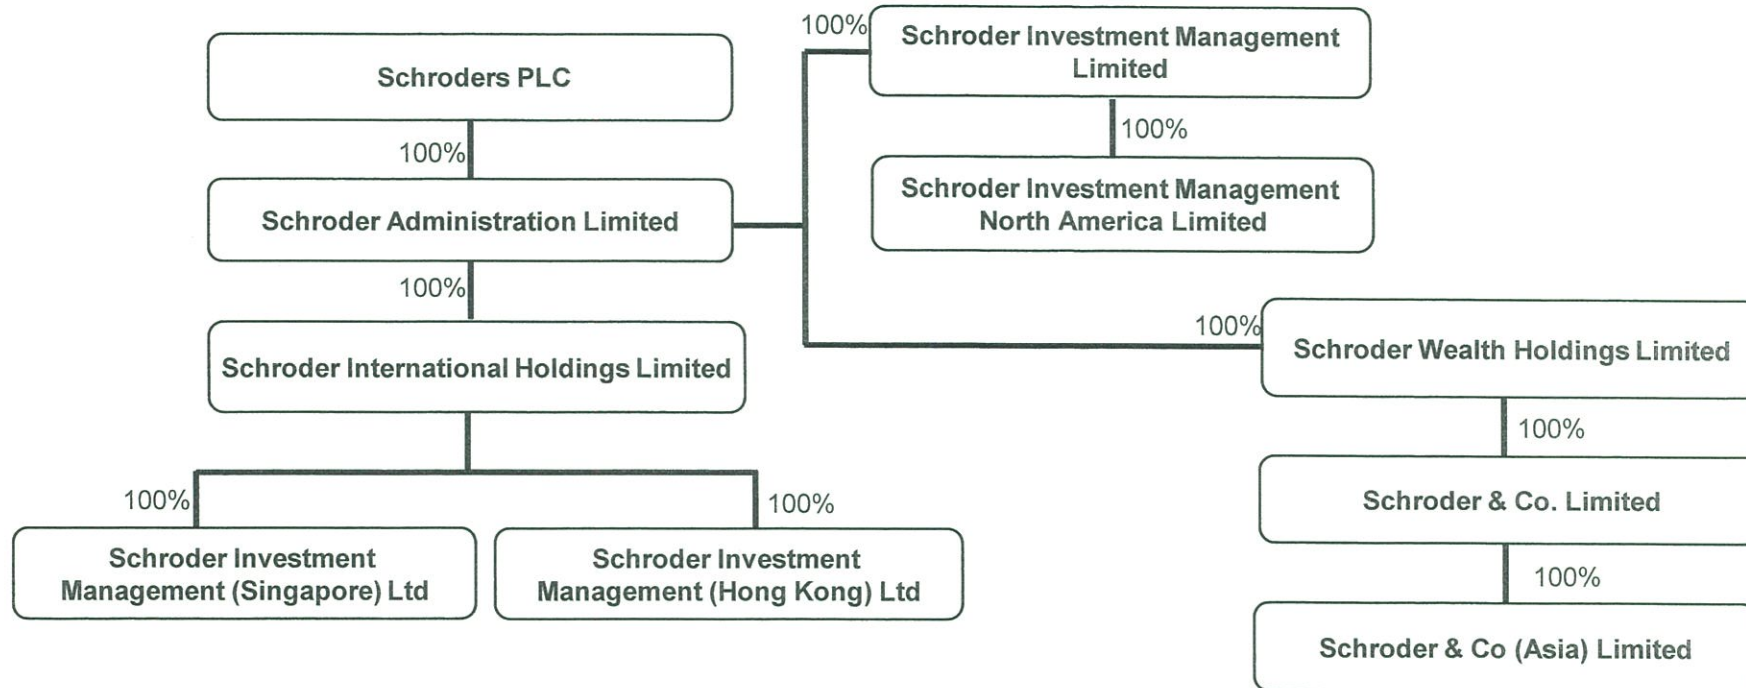 Schroders PLC
100%
Schroder Administration Limited
100%
Schroder International Holdings Limited
100%
Schroder Investment
Management (Singapore) Ltd
100%
Schroder Investment
Management (Hong Kong) Ltd
100%
Schroder Investment Management
Limited
100%
Schroder Investment Management
North America Limited
100%
Schroder Wealth Holdings Limited
100%
Schroder & Co. Limited
100%
Schroder & Co (Asia) Limited